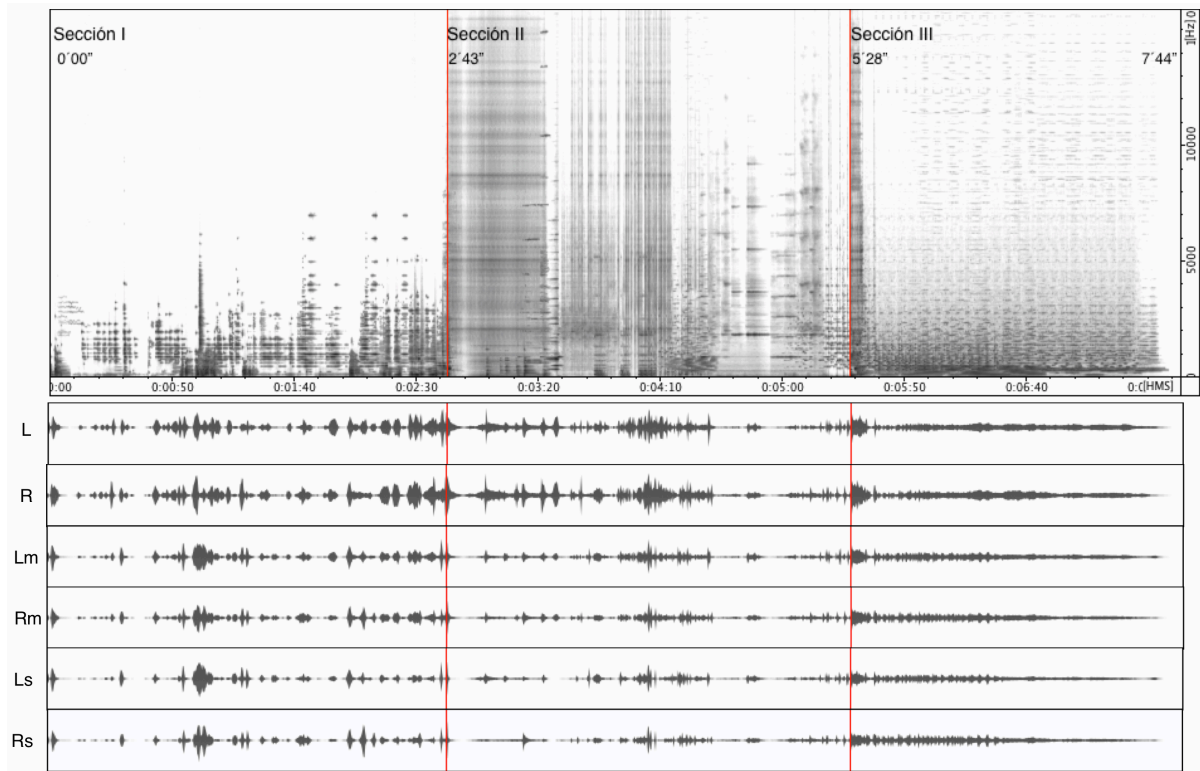 Sección I
Sección II
Sección III
0´00”
2´43”
5´28”
7´44”
[Hz]
10000
5000
0:00
0:00:50
0:01:40
0:02:30
0:03:20
0:04:10
0:05:00
0:05:50
0:06:40
[HMS]
L
R
Lm
Rm
Ls
Rs